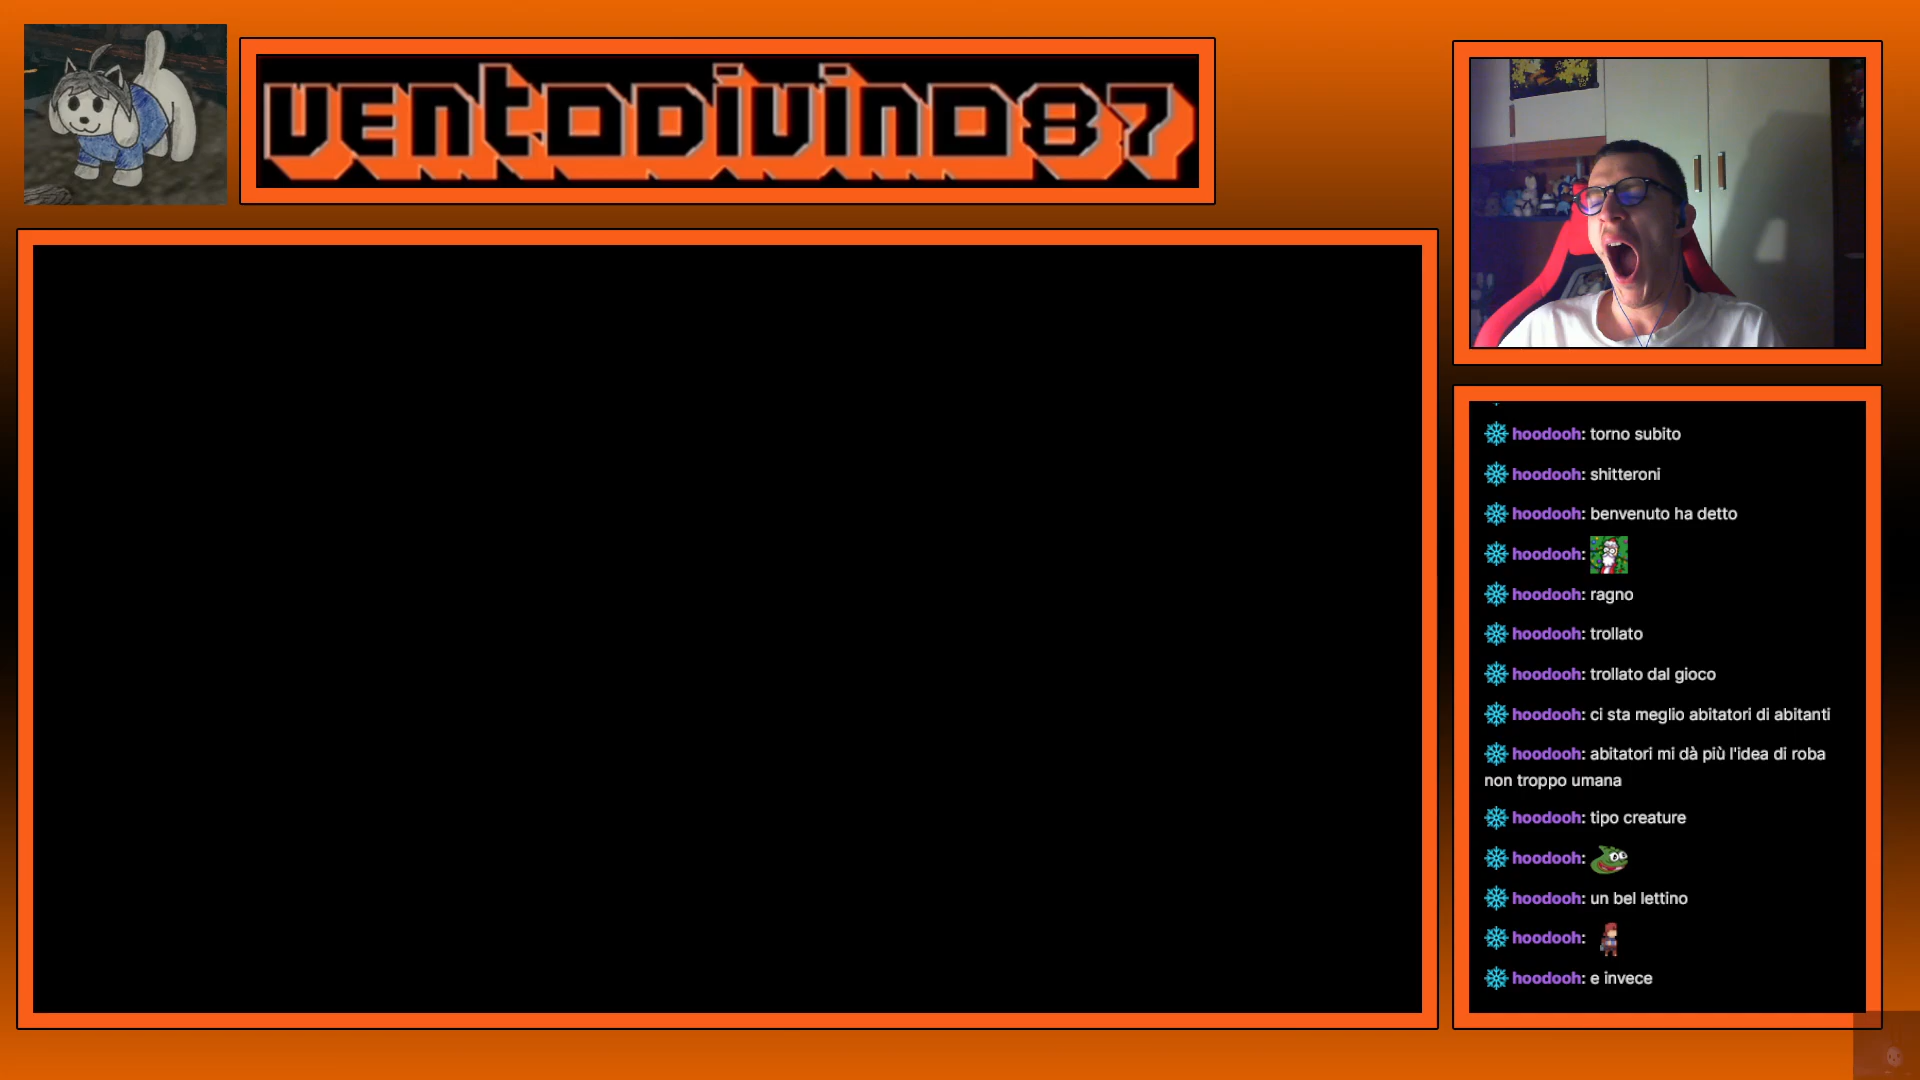 ventodivino87
hoodooh: torno subito
hoodooh: shitteroni
hoodooh: benvenuto ha detto
hoodooh:
hoodooh: ragno
hoodooh: trollato
hoodooh: trollato dal gioco
hoodooh: ci sta meglio abitatori di abitanti
hoodooh: abitatori mi dà più l'idea di roba
non troppo umana
hoodooh: tipo creature
hoodooh:
hoodooh: un bel lettino
hoodooh:
hoodooh: e invece